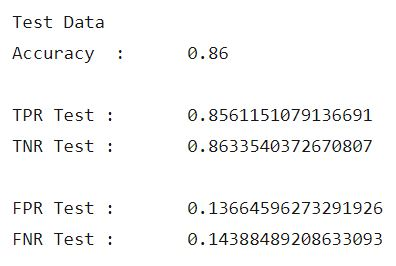 Test Data
Accuracy  :      0.86
TPR Test :       0.8561151079136691
TNR Test :       0.8633540372670807
FPR Test :       0.13664596273291926
FNR Test :       0.14388489208633093